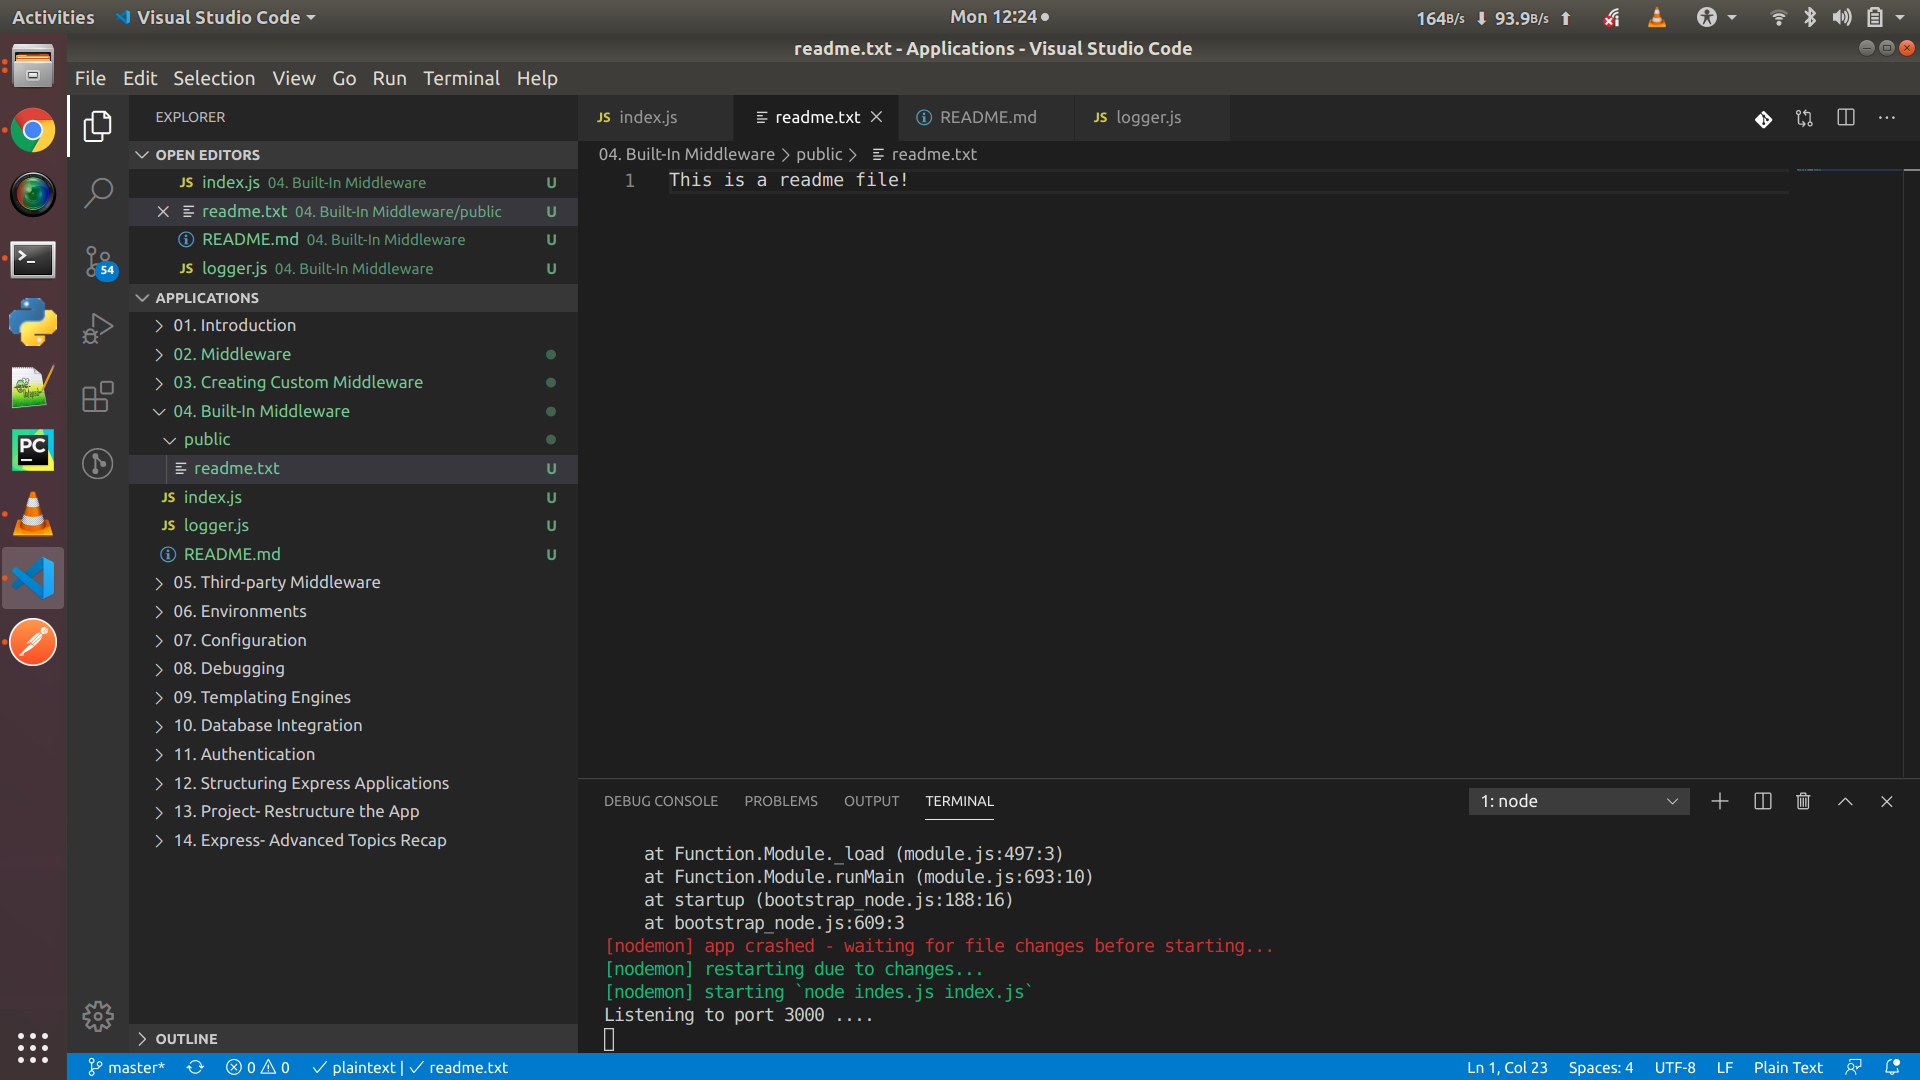 Activities Visual Studio Code Mon 12:24 164B/s 93.9B/s
readme.txt - Applications - Visual Studio Code
File Edit Selection View Go Run Terminal Help
EXPLORER
OPEN EDITORS
JS index.js 04. Built-In Middleware U
readme.txt 04. Built-In Middleware/public U
README.md 04. Built-In Middleware U
JS logger.js 04. Built-In Middleware U
54
APPLICATIONS
01. Introduction
02. Middleware
03. Creating Custom Middleware
04. Built-In Middleware
public
readme.txt U
JS index.js U
JS logger.js U
README.md U
05. Third-party Middleware
06. Environments
07. Configuration
08. Debugging
09. Templating Engines
10. Database Integration
11. Authentication
12. Structuring Express Applications
13. Project- Restructure the App
14. Express- Advanced Topics Recap
OUTLINE
PC
JS index.js readme.txt README.md JS logger.js
04. Built-In Middleware > public > readme.txt
1 This is a readme file!
DEBUG CONSOLE PROBLEMS OUTPUT TERMINAL 1: node
at Function.Module._load (module.js:497:3)
at Function.Module.runMain (module.js:693:10)
at startup (bootstrap_node.js:188:16)
at bootstrap_node.js:609:3
[nodemon] app crashed - waiting for file changes before starting...
[nodemon] restarting due to changes...
[nodemon] starting `node indes.js index.js`
Listening to port 3000 ....
master* 0 0 plaintext | readme.txt Ln 1, Col 23 Spaces: 4 UTF-8 LF Plain Text